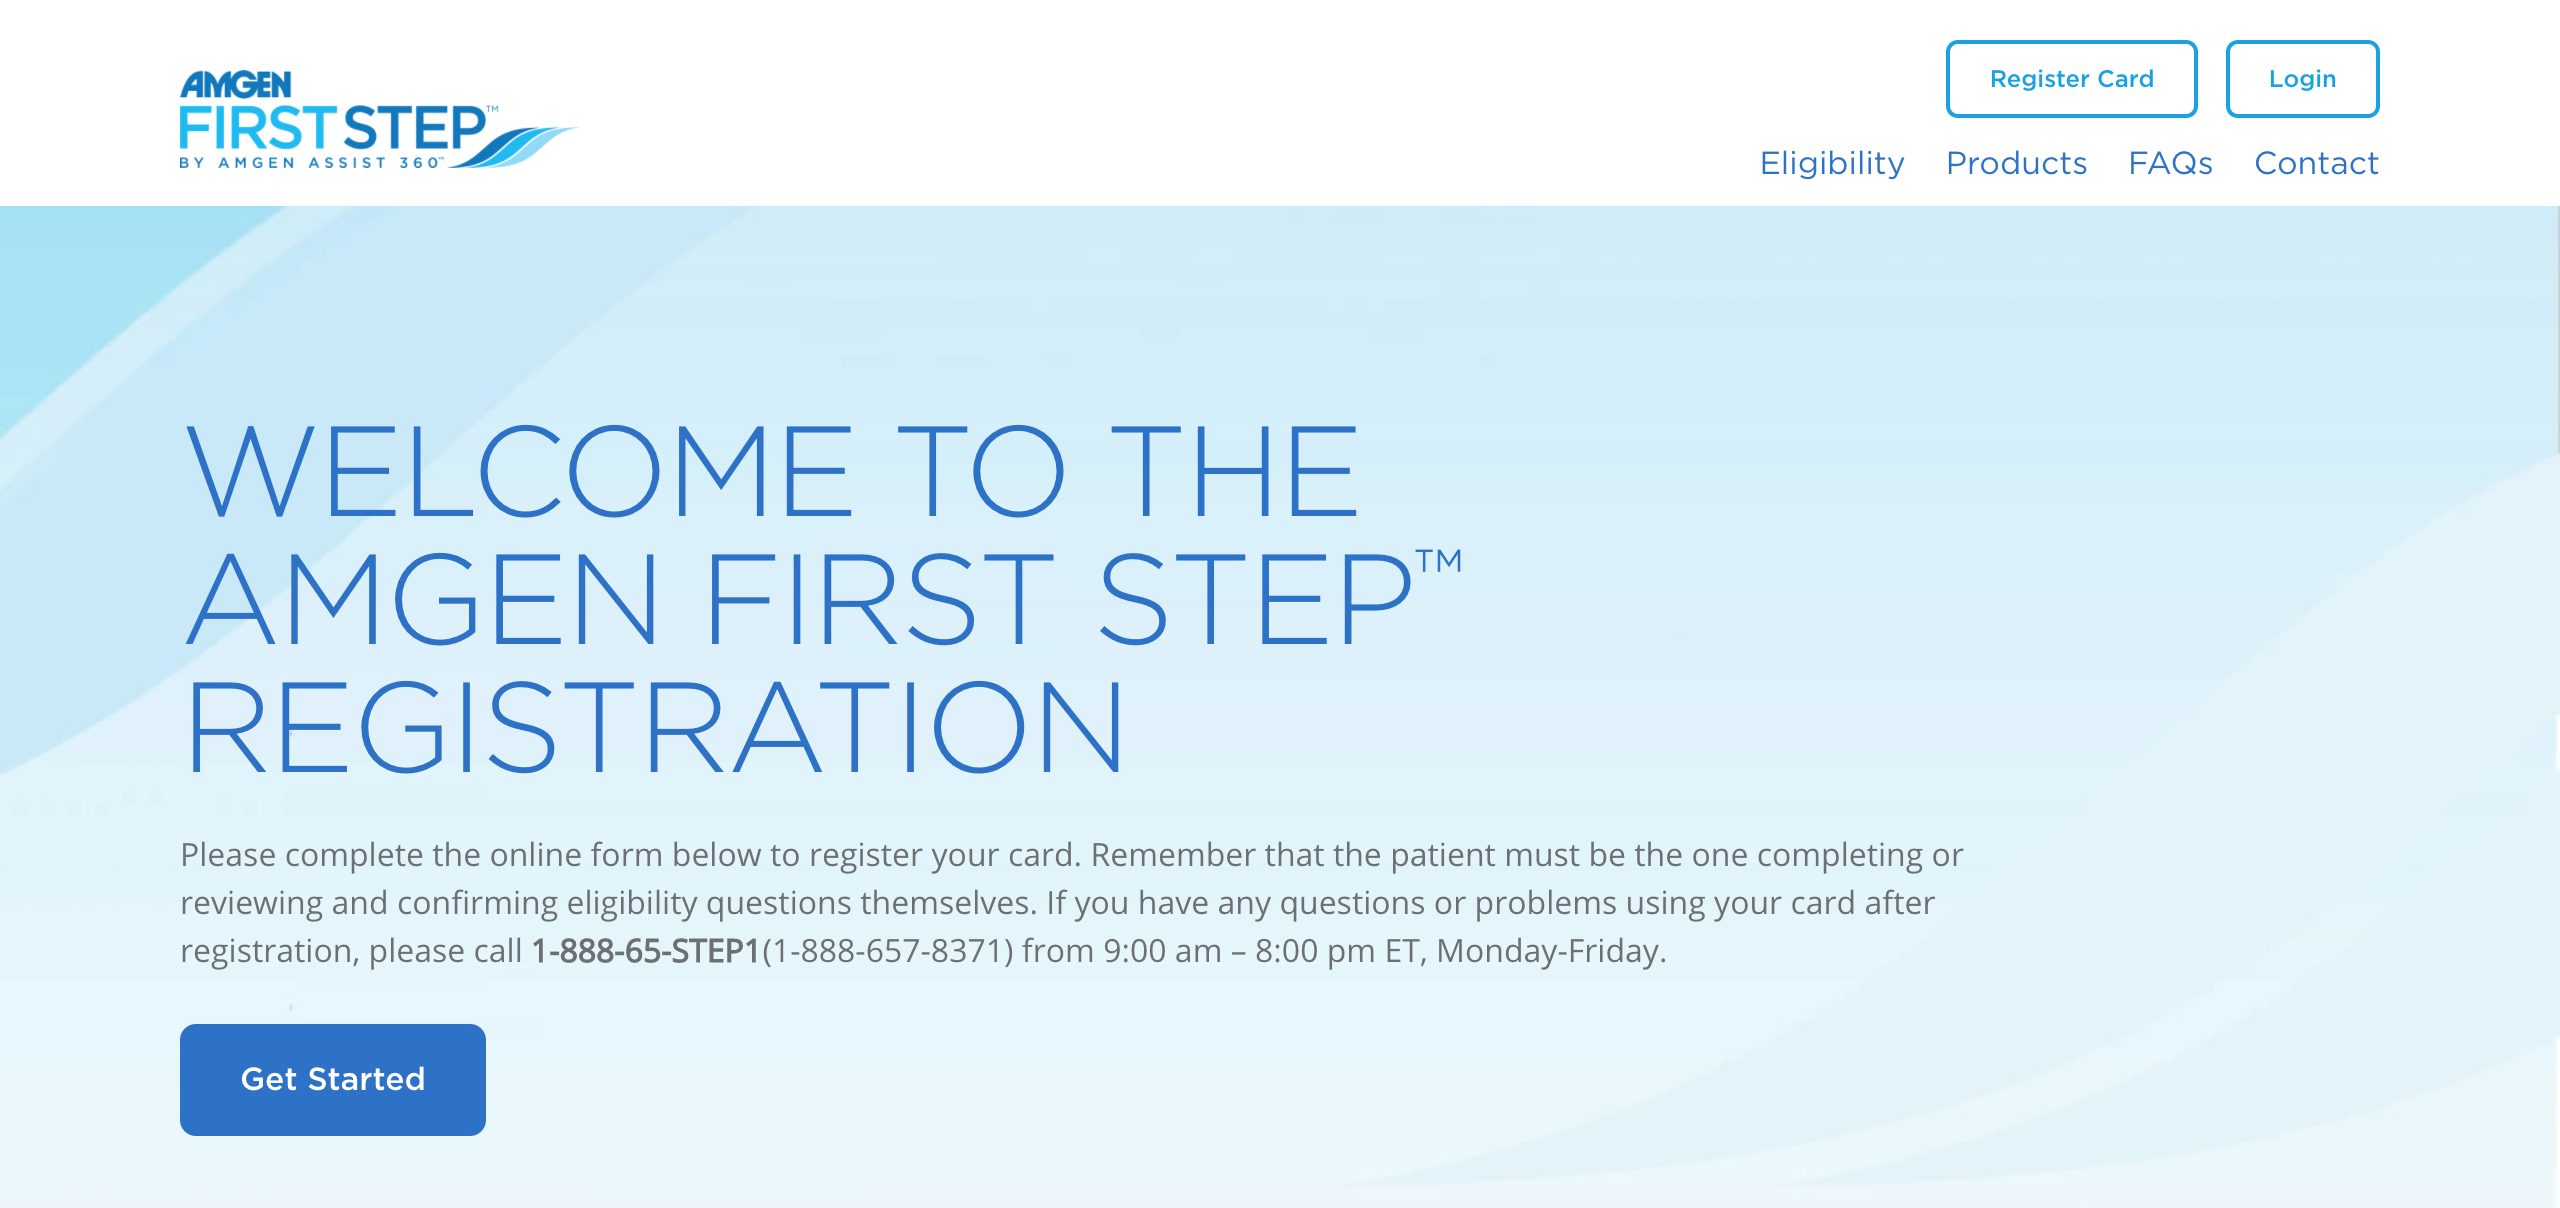 AMGEN
FIRST STEP™
BY AMGEN ASSIST 360™
Register Card
Login
Eligibility
Products
FAQs
Contact
WELCOME TO THE
AMGEN FIRST STEP™
REGISTRATION
Please complete the online form below to register your card. Remember that the patient must be the one completing or
reviewing and confirming eligibility questions themselves. If you have any questions or problems using your card after
registration, please call 1-888-65-STEP1(1-888-657-8371) from 9:00 am – 8:00 pm ET, Monday-Friday.
Get Started